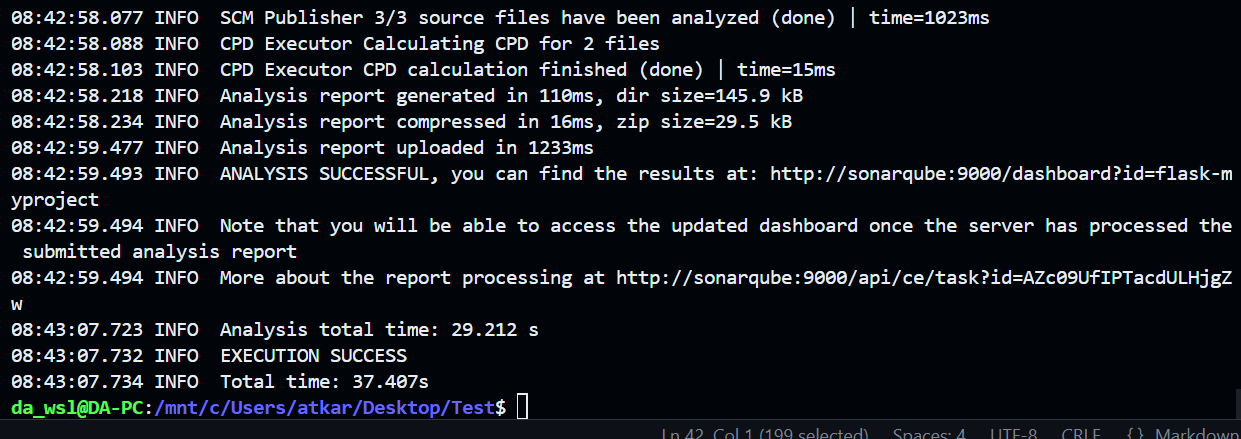 08:42:58.077 INFO  SCM Publisher 3/3 source files have been analyzed (done) | time=1023ms
08:42:58.088 INFO  CPD Executor Calculating CPD for 2 files
08:42:58.103 INFO  CPD Executor CPD calculation finished (done) | time=15ms
08:42:58.218 INFO  Analysis report generated in 110ms, dir size=145.9 kB
08:42:58.234 INFO  Analysis report compressed in 16ms, zip size=29.5 kB
08:42:59.477 INFO  Analysis report uploaded in 1233ms
08:42:59.493 INFO  ANALYSIS SUCCESSFUL, you can find the results at: http://sonarqube:9000/dashboard?id=flask-m
yproject
08:42:59.494 INFO  Note that you will be able to access the updated dashboard once the server has processed the
 submitted analysis report
08:42:59.494 INFO  More about the report processing at http://sonarqube:9000/api/ce/task?id=AZc09UfIPTacdULHjgZ
w
08:43:07.723 INFO  Analysis total time: 29.212 s
08:43:07.732 INFO  EXECUTION SUCCESS
08:43:07.734 INFO  Total time: 37.407s
da_wsl@DA-PC:/mnt/c/Users/atkar/Desktop/Test$
Ln 42, Col 1 (199 selected)  Spaces: 4  UTF-8  CRLF  {} Markdown